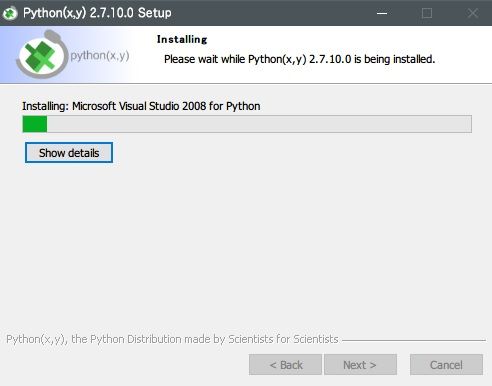 Python(x,y) 2.7.10.0 Setup
python(x,y)
Installing
Please wait while Python(x,y) 2.7.10.0 is being installed.
Installing: Microsoft Visual Studio 2008 for Python
Show details
Python(x,y), the Python Distribution made by Scientists for Scientists
< Back
Next >
Cancel